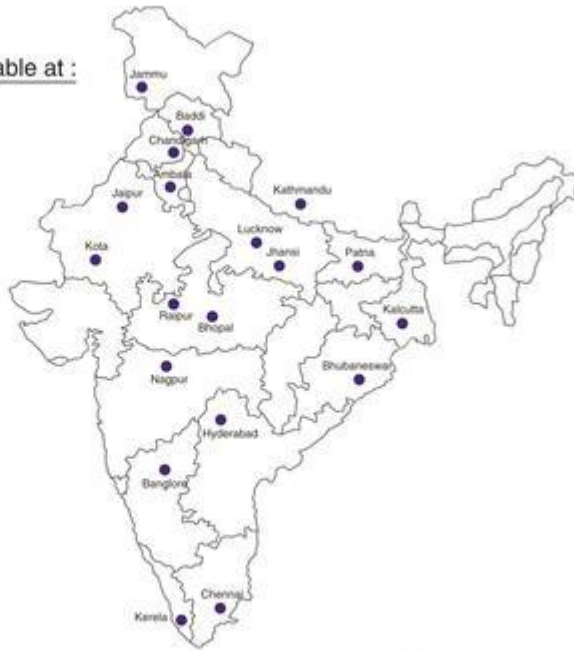 able at :
Jammu
Baddi
Chandigarh
Ambala
Jaipur
Kathmandu
Lucknow
Kota
Jhansi
Patna
Raipur
Bhopal
Kalcutta
Nagpur
Bhubaneswar
Hyderabad
Banglore
Chennai
Kerela